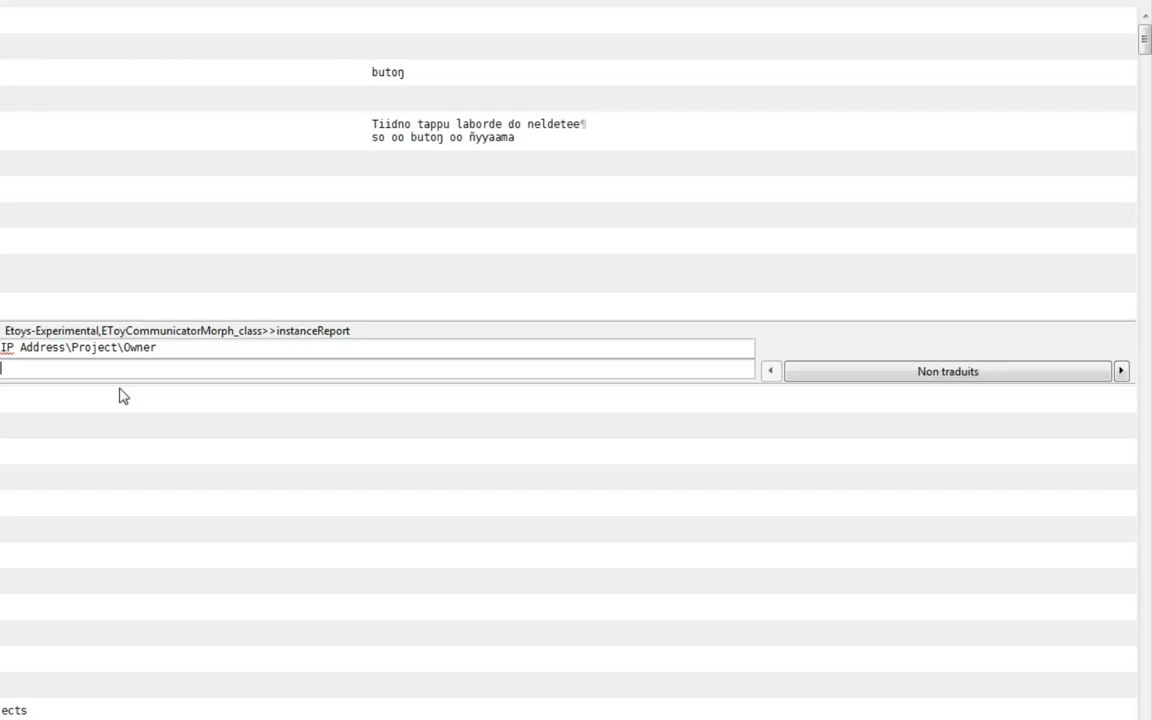 butoŋ
Tiidno tappu laborde do neldetee¶
so oo butoŋ oo ñyyaama
Etoys-Experimental,EToyCommunicatorMorph_class>>instanceReport
IP Address\Project\Owner
Non traduits
ects